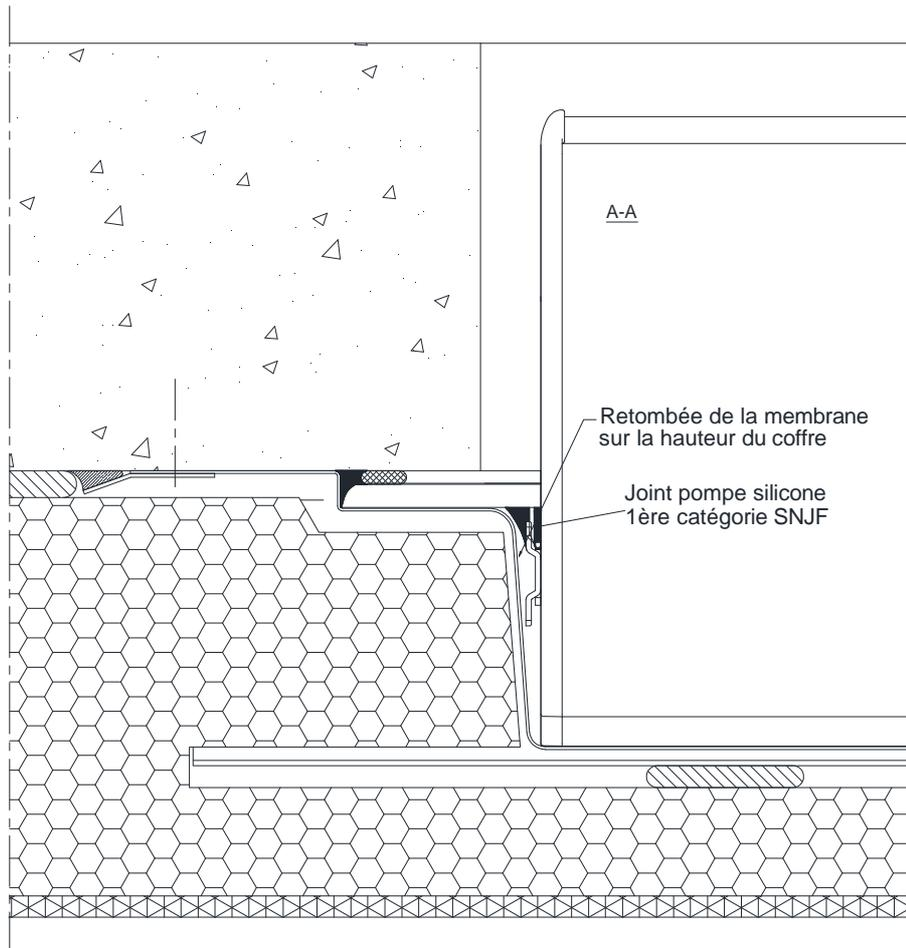 A-A
Retombée de la membrane
sur la hauteur du coffre
Joint pompe silicone
1ère catégorie SNJF